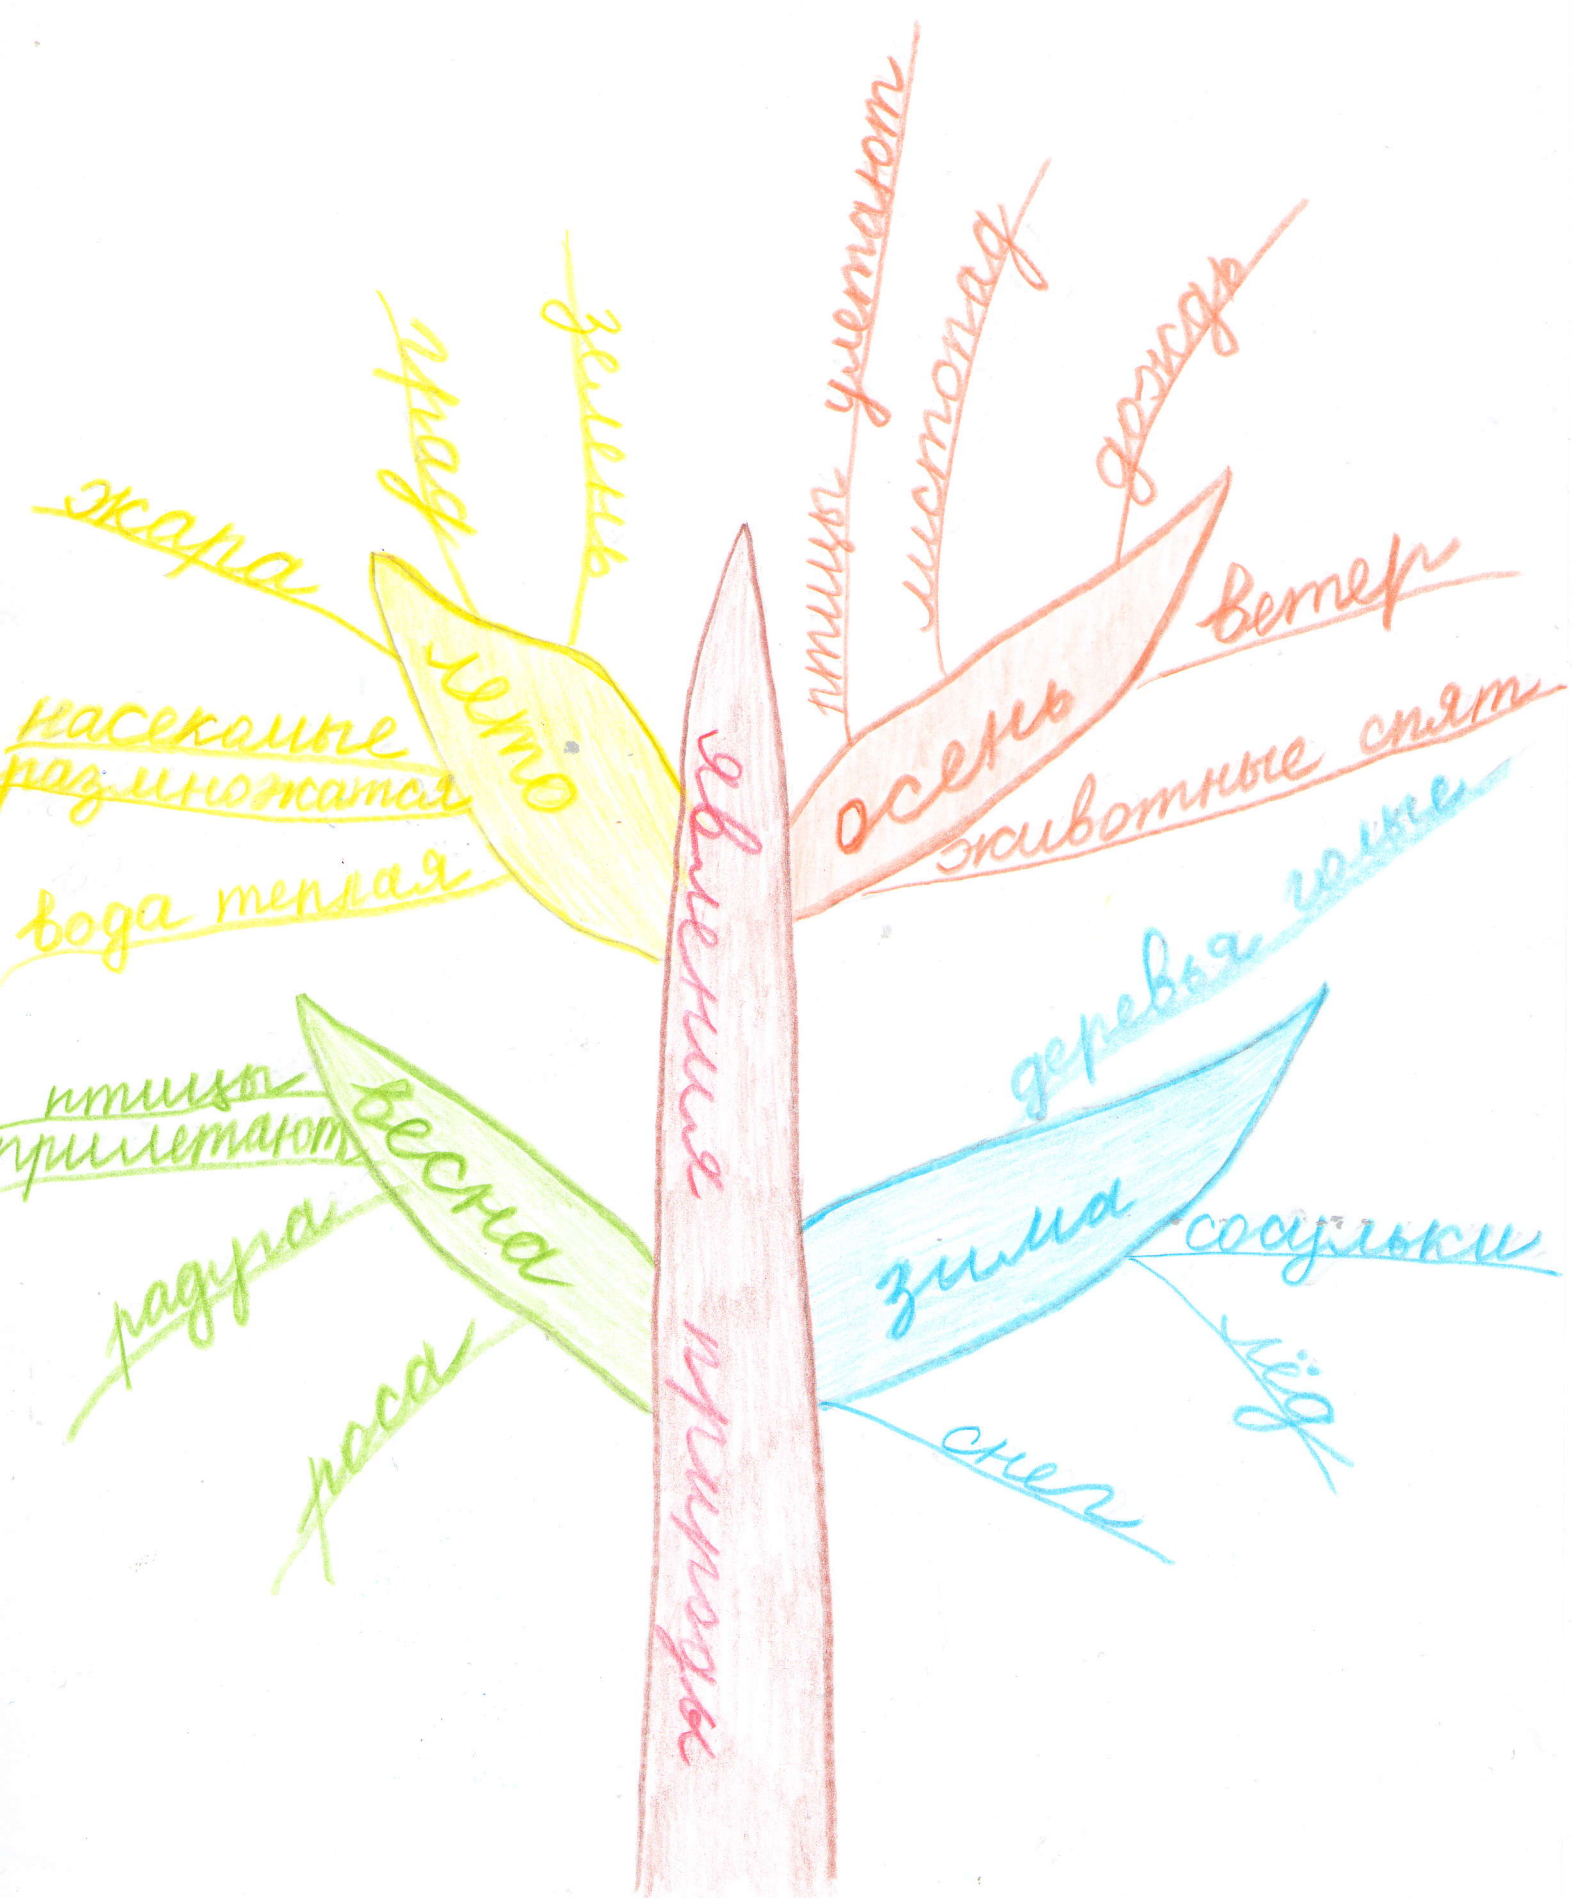 явления природы
лето
жара
град
зелень
насекомые
размножатся
вода теплая
осень
птицы улетают
листопад
дождь
ветер
животные спят
весна
птицы
прилетают
радуга
роса
зима
деревья голые
сосульки
лёд
снег